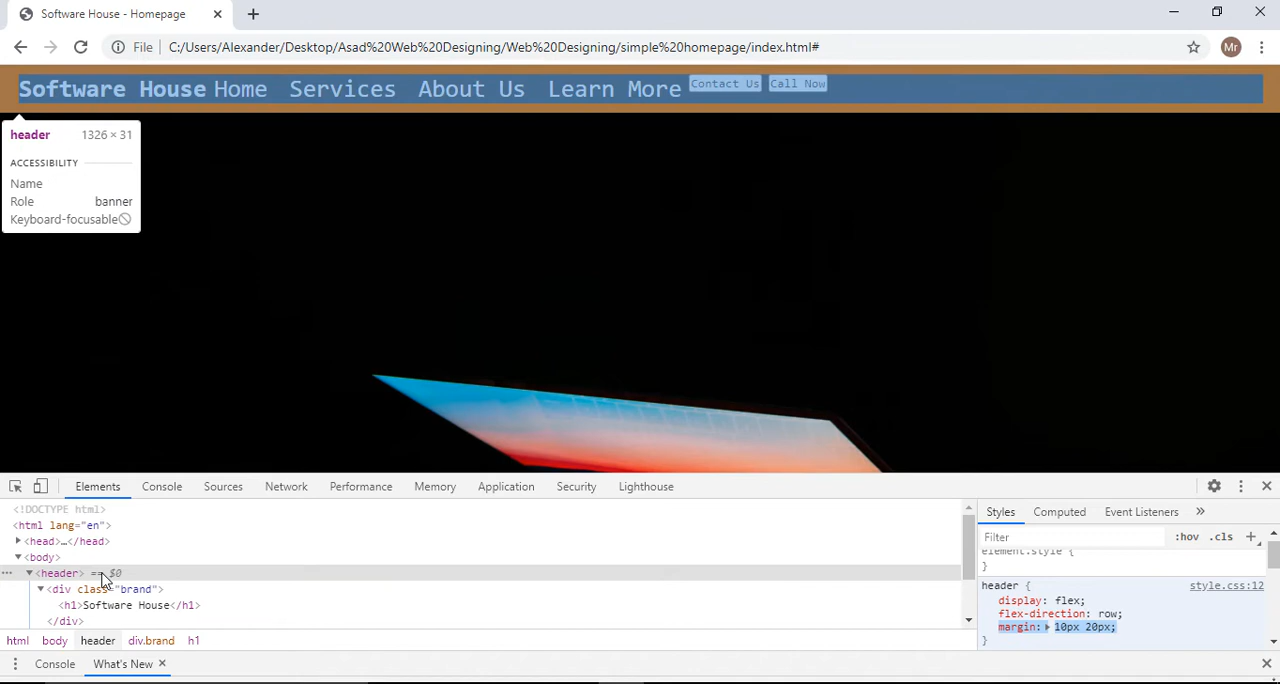 Software House - Homepage
File C:/Users/Alexander/Desktop/Asad%20Web%20Designing/Web%20Designing/simple%20homepage/index.html#
Mr
Software House Home Services About Us Learn More Contact Us Call Now
header 1326 × 31
ACCESSIBILITY
Name
Role banner
Keyboard-focusable
Elements Console Sources Network Performance Memory Application Security Lighthouse
<!DOCTYPE html>
<html lang="en">
<head>…</head>
<body>
<header> == $0
<div class="brand">
<h1>Software House</h1>
</div>
html body header div.brand h1
Styles Computed Event Listeners »
Filter :hov .cls +
element.style {
}
header { style.css:12
display: flex;
flex-direction: row;
margin: 10px 20px;
}
Console What's New